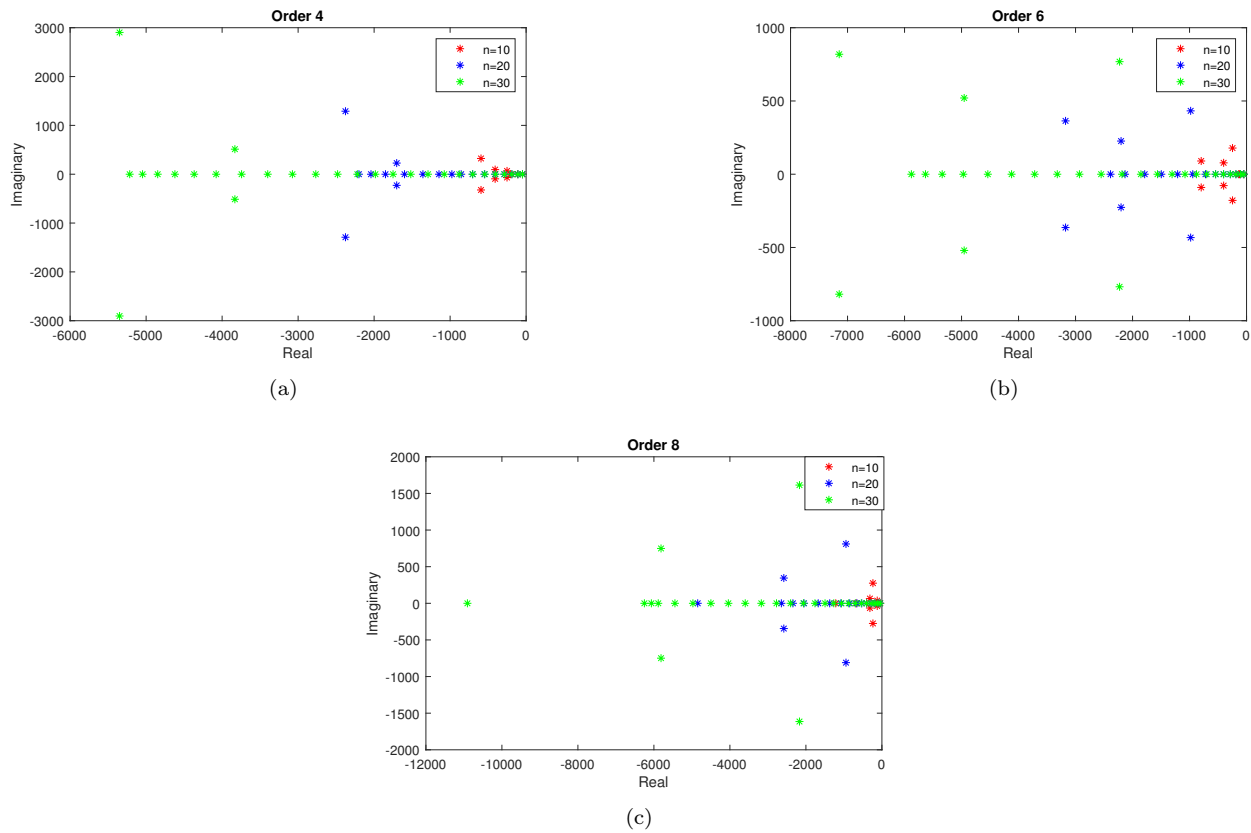 Order 4
3000
2000
1000
0
-1000
-2000
-3000
Imaginary
-6000 -5000 -4000 -3000 -2000 -1000 0
Real
n=10
n=20
n=30
(a)
Order 6
1000
500
0
-500
-1000
Imaginary
-8000 -7000 -6000 -5000 -4000 -3000 -2000 -1000 0
Real
n=10
n=20
n=30
(b)
Order 8
2000
1500
1000
500
0
-500
-1000
-1500
-2000
Imaginary
-12000 -10000 -8000 -6000 -4000 -2000 0
Real
n=10
n=20
n=30
(c)